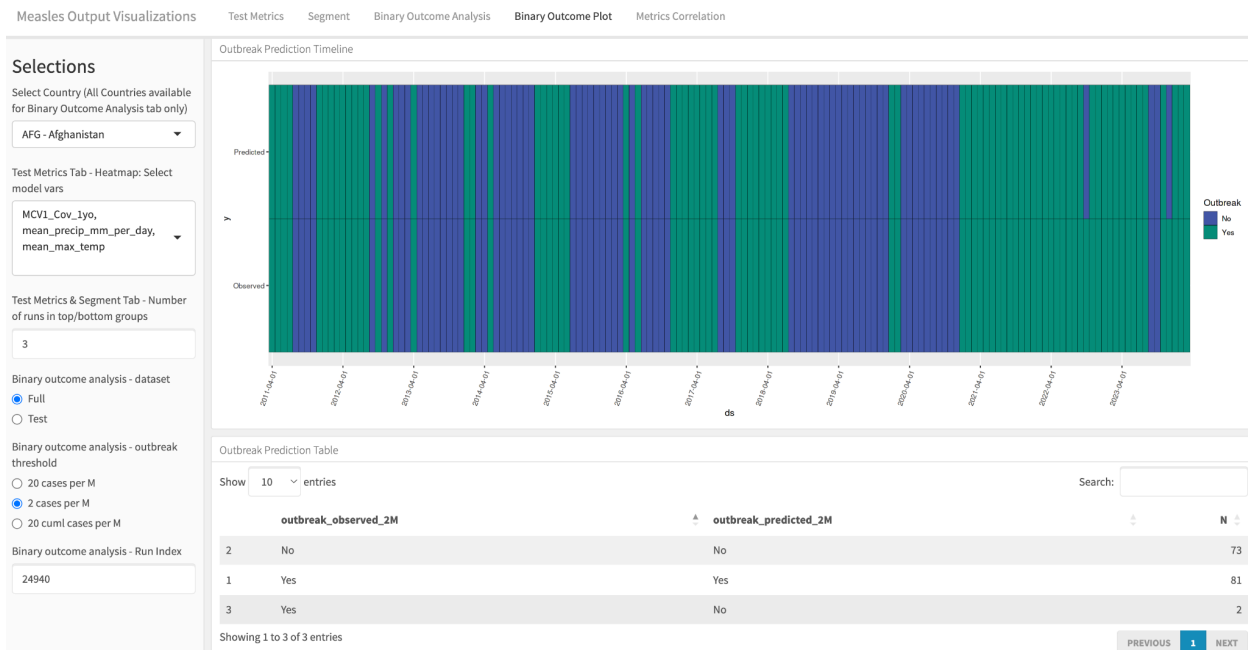 Measles Output Visualizations
Test Metrics
Segment
Binary Outcome Analysis
Binary Outcome Plot
Metrics Correlation
Selections
Select Country (All Countries available
for Binary Outcome Analysis tab only)
AFG - Afghanistan
Test Metrics Tab - Heatmap: Select
model vars
MCV1_Cov_1yo,
mean_precip_mm_per_day,
mean_max_temp
Test Metrics & Segment Tab - Number
of runs in top/bottom groups
3
Binary outcome analysis - dataset
Full
Test
Binary outcome analysis - outbreak
threshold
20 cases per M
2 cases per M
20 cuml cases per M
Binary outcome analysis - Run Index
24940
Outbreak Prediction Timeline
Predicted
y
Observed
2011-04-01
2012-04-01
2013-04-01
2014-04-01
2015-04-01
2016-04-01
2017-04-01
2018-04-01
2019-04-01
2020-04-01
2021-04-01
2022-04-01
2023-04-01
ds
Outbreak
No
Yes
Outbreak Prediction Table
Show 10 entries
Search:
outbreak_observed_2M outbreak_predicted_2M N
2 No No 73
1 Yes Yes 81
3 Yes No 2
Showing 1 to 3 of 3 entries
PREVIOUS 1 NEXT